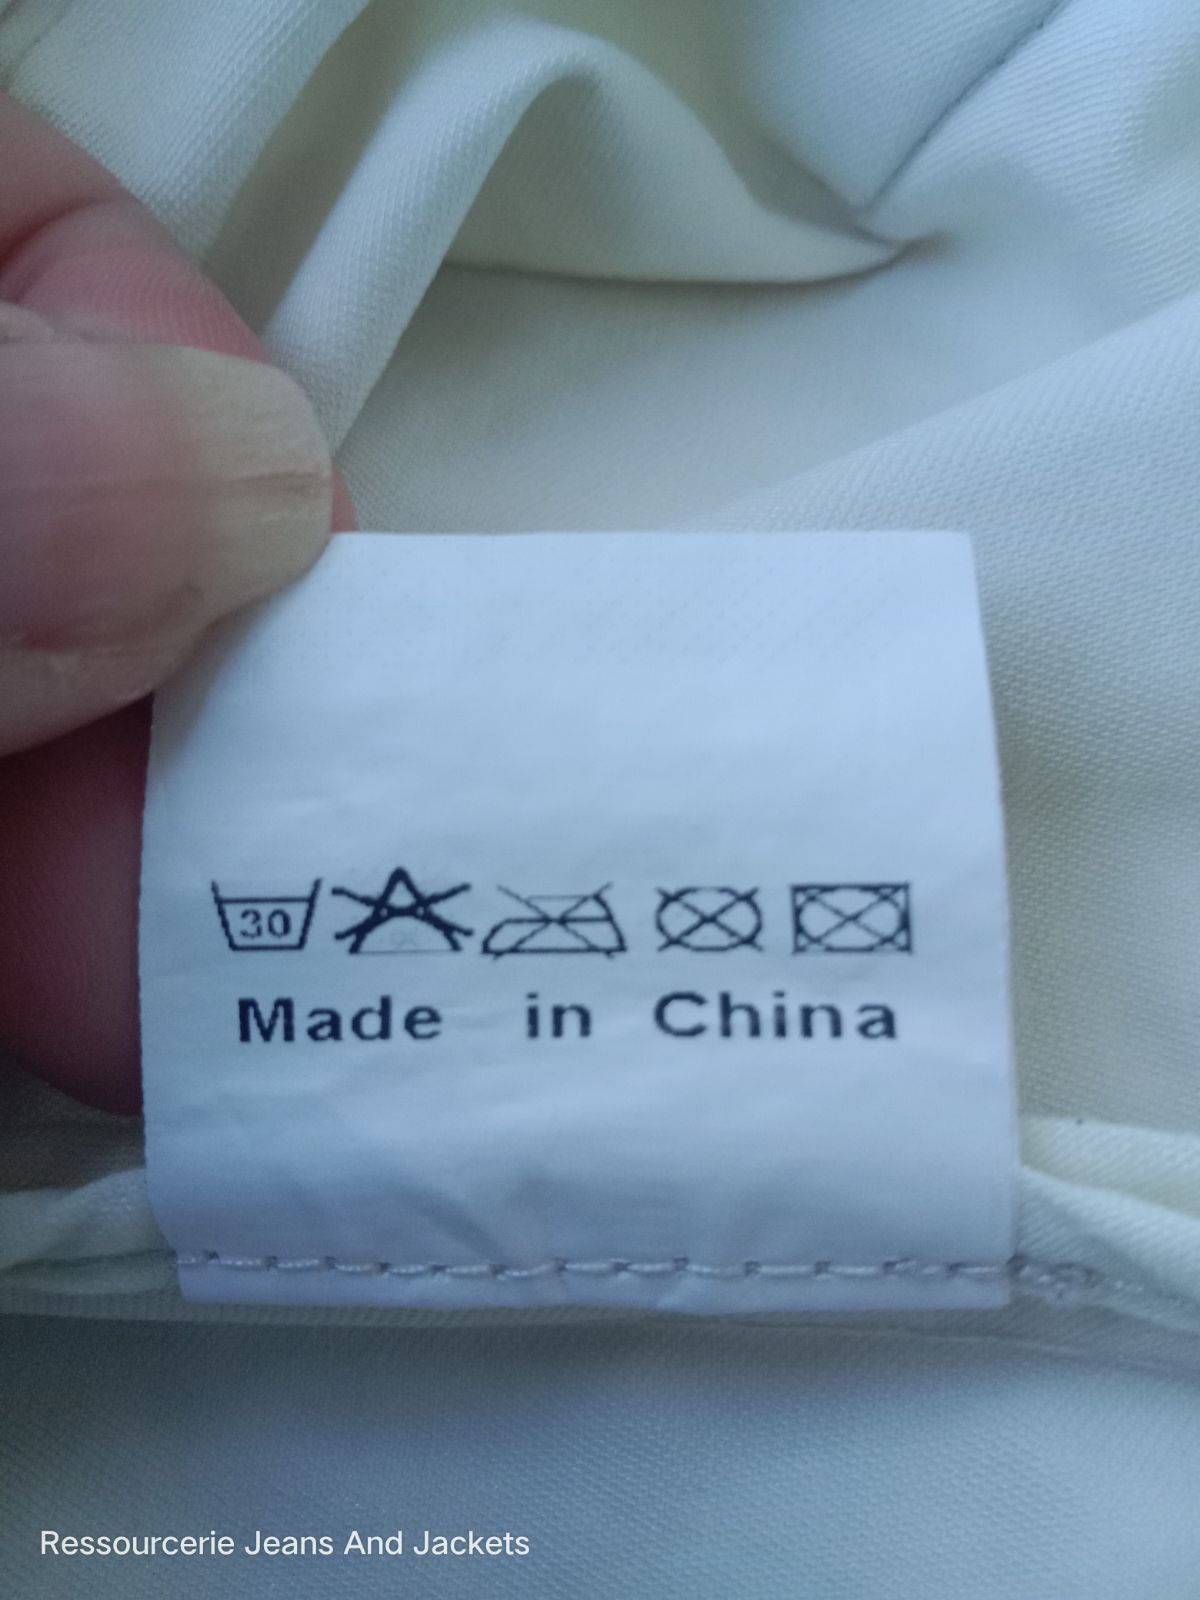 30
Made in China
Ressourcerie Jeans And Jackets